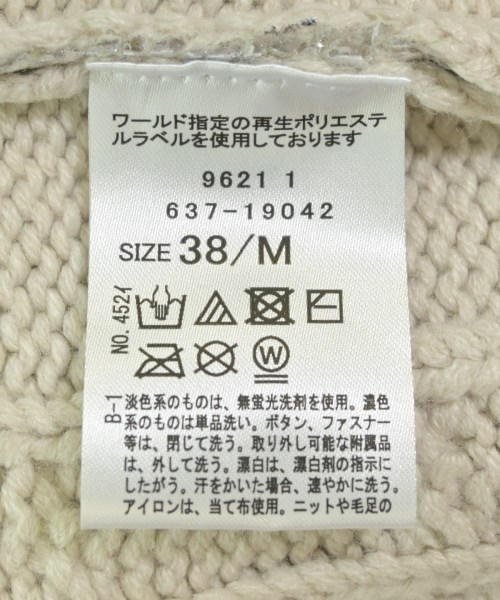 ワールド指定の再生ポリエステ
ルラベルを使用しております
9621 1
637-19042
SIZE 38/M
NO. 4521
W
B-1
淡色系のものは、無蛍光洗剤を使用。濃色
系のものは単品洗い。ボタン、ファスナー
等は、閉じて洗う。取り外し可能な附属品
は、外して洗う。漂白は、漂白剤の指示に
したがう。汗をかいた場合、速やかに洗う。
アイロンは、当て布使用。ニットや毛足の